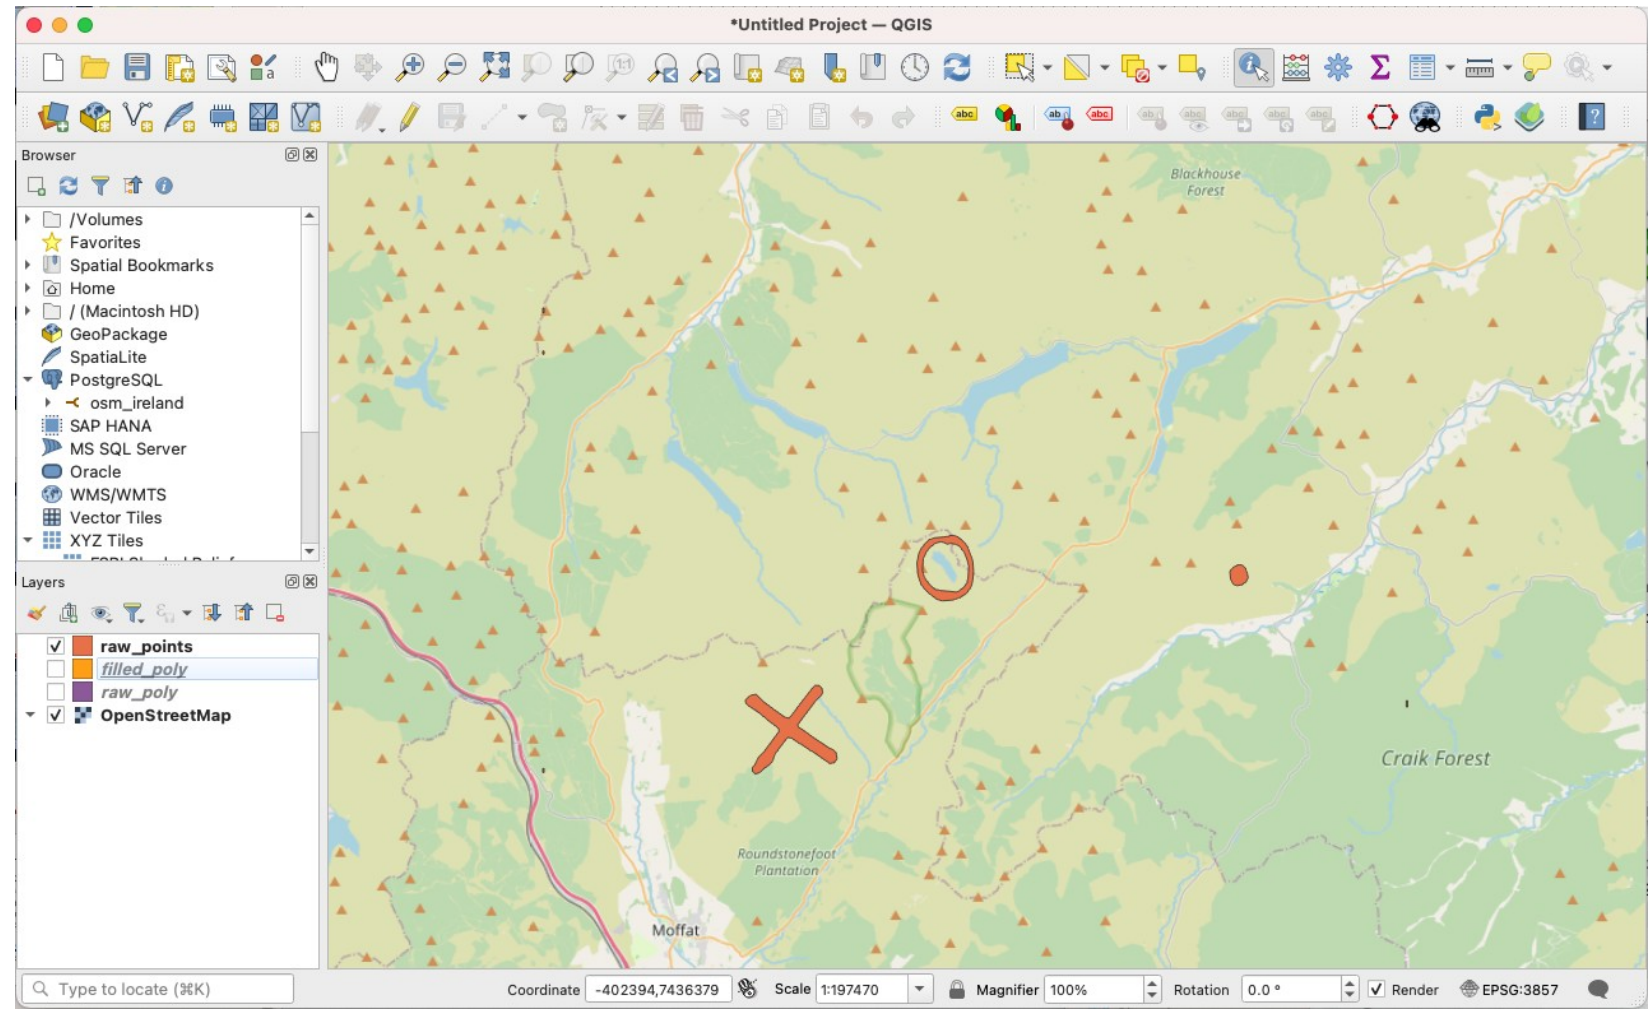 *Untitled Project — QGIS
Browser
/Volumes
Favorites
Spatial Bookmarks
Home
/ (Macintosh HD)
GeoPackage
SpatiaLite
PostgreSQL
osm_ireland
SAP HANA
MS SQL Server
Oracle
WMS/WMTS
Vector Tiles
XYZ Tiles
Layers
raw_points
filled_poly
raw_poly
OpenStreetMap
Blackhouse
Forest
Craik Forest
Roundstonefoot
Plantation
Moffat
Type to locate (⌘K)
Coordinate -402394,7436379 Scale 1:197470 Magnifier 100% Rotation 0.0 ° Render EPSG:3857